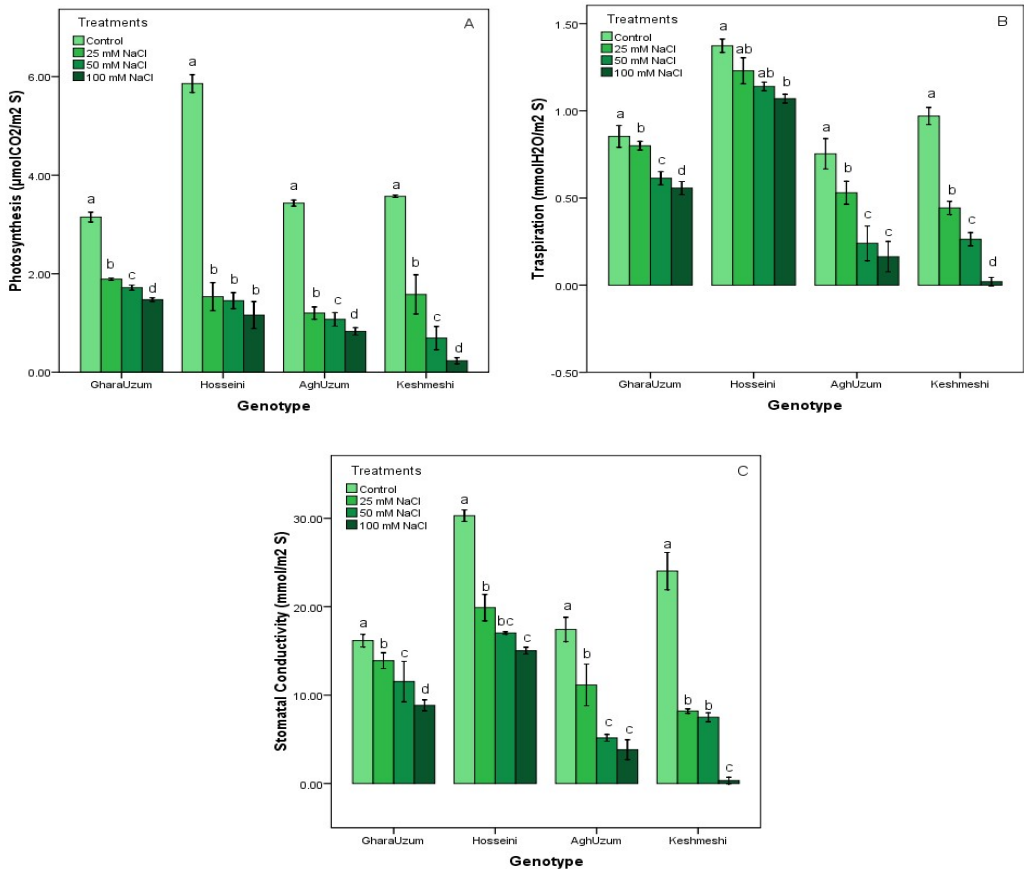 Treatments
A
Control
25 mM NaCl
50 mM NaCl
100 mM NaCl
Photosynthesis (µmolCO2/m2 S)
6.00
4.00
2.00
0.00
a
b
c
d
a
b
b
b
a
b
c
d
a
b
c
d
GharaUzum
Hosseini
AghUzum
Keshmeshi
Genotype
Treatments
B
Control
25 mM NaCl
50 mM NaCl
100 mM NaCl
Traspiration (mmolH2O/m2 S)
1.50
1.00
0.50
0.00
-0.50
a
b
c
d
a
ab
ab
b
a
b
c
c
a
b
c
d
GharaUzum
Hosseini
AghUzum
Keshmeshi
Genotype
Treatments
C
Control
25 mM NaCl
50 mM NaCl
100 mM NaCl
Stomatal Conductivity (mmol/m2 S)
30.00
20.00
10.00
0.00
a
b
c
d
a
b
bc
c
a
b
c
c
a
b
b
c
GharaUzum
Hosseini
AghUzum
Keshmeshi
Genotype